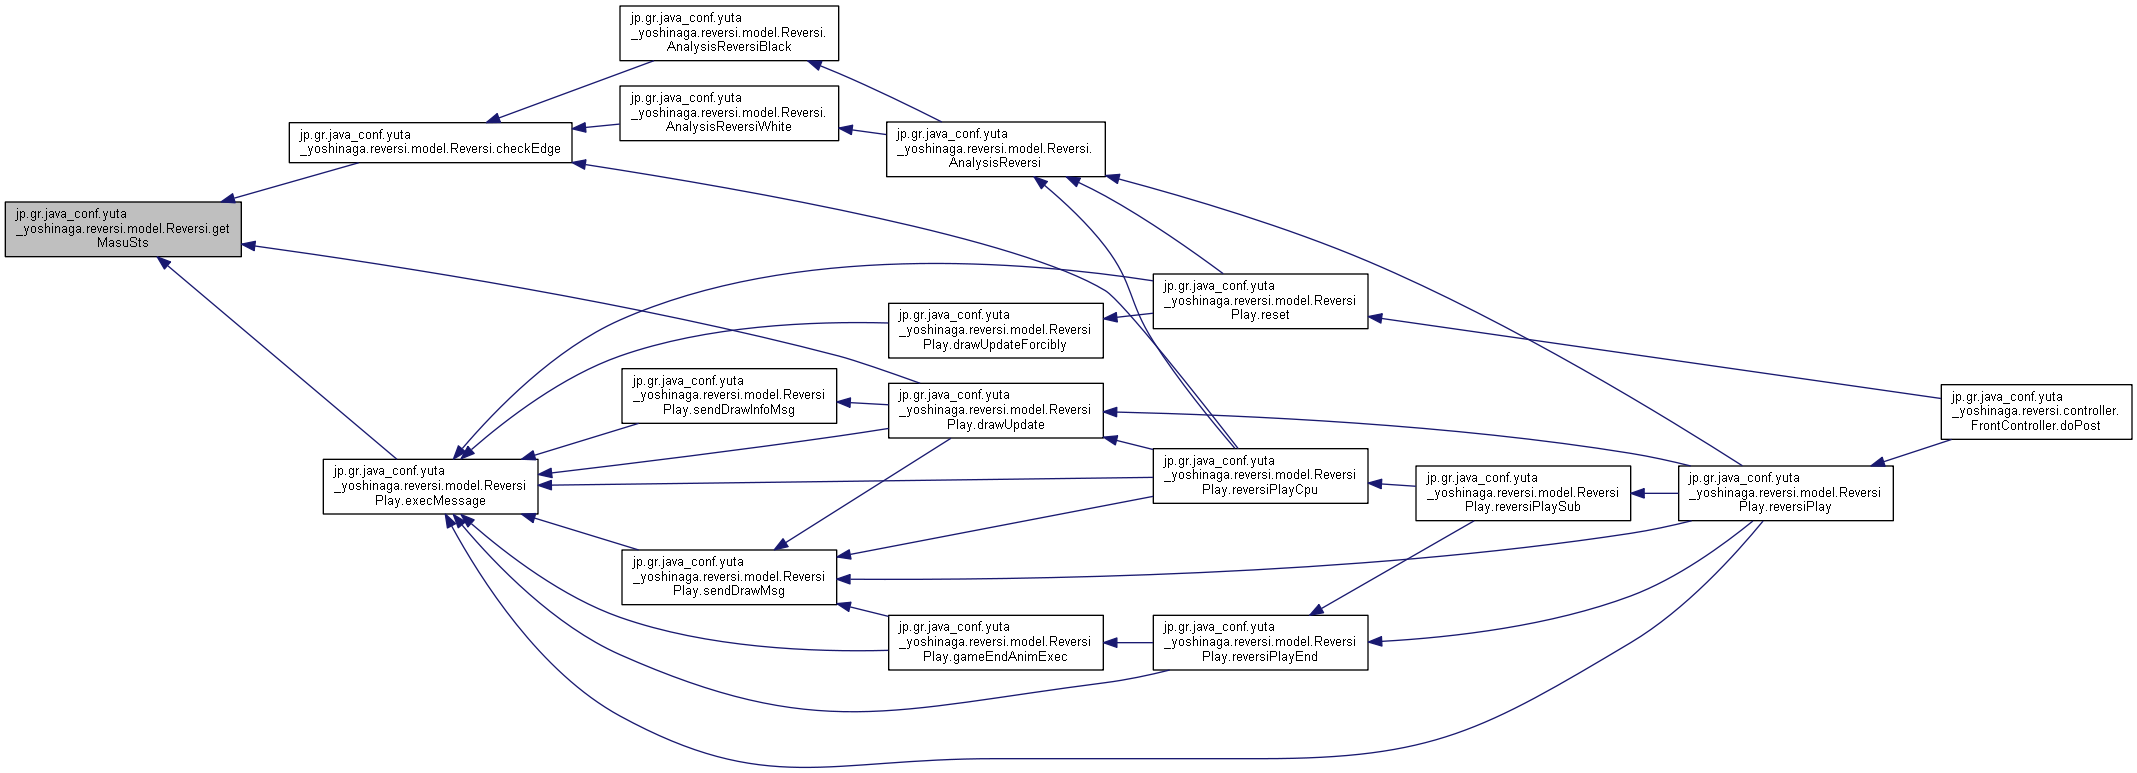 jp.gr.java_conf.yuta
_yoshinaga.reversi.model.Reversi.
AnalysisReversiBlack
jp.gr.java_conf.yuta
_yoshinaga.reversi.model.Reversi.
AnalysisReversiWhite
jp.gr.java_conf.yuta
_yoshinaga.reversi.model.Reversi.checkEdge
jp.gr.java_conf.yuta
_yoshinaga.reversi.model.Reversi.
AnalysisReversi
jp.gr.java_conf.yuta
_yoshinaga.reversi.model.Reversi.get
MasuSts
jp.gr.java_conf.yuta
_yoshinaga.reversi.model.Reversi
Play.reset
jp.gr.java_conf.yuta
_yoshinaga.reversi.model.Reversi
Play.drawUpdateForcibly
jp.gr.java_conf.yuta
_yoshinaga.reversi.model.Reversi
Play.sendDrawInfoMsg
jp.gr.java_conf.yuta
_yoshinaga.reversi.model.Reversi
Play.drawUpdate
jp.gr.java_conf.yuta
_yoshinaga.reversi.controller.
FrontController.doPost
jp.gr.java_conf.yuta
_yoshinaga.reversi.model.Reversi
Play.execMessage
jp.gr.java_conf.yuta
_yoshinaga.reversi.model.Reversi
Play.reversiPlayCpu
jp.gr.java_conf.yuta
_yoshinaga.reversi.model.Reversi
Play.reversiPlaySub
jp.gr.java_conf.yuta
_yoshinaga.reversi.model.Reversi
Play.reversiPlay
jp.gr.java_conf.yuta
_yoshinaga.reversi.model.Reversi
Play.sendDrawMsg
jp.gr.java_conf.yuta
_yoshinaga.reversi.model.Reversi
Play.gameEndAnimExec
jp.gr.java_conf.yuta
_yoshinaga.reversi.model.Reversi
Play.reversiPlayEnd